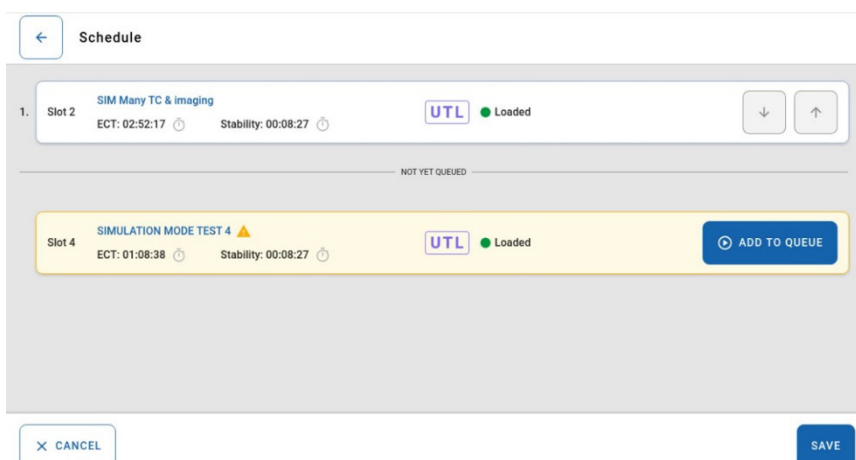 Schedule
1.
Slot 2
SIM Many TC & imaging
ECT: 02:52:17
Stability: 00:08:27
UTL
Loaded
NOT YET QUEUED
Slot 4
SIMULATION MODE TEST 4
ECT: 01:08:38
Stability: 00:08:27
UTL
Loaded
ADD TO QUEUE
CANCEL
SAVE